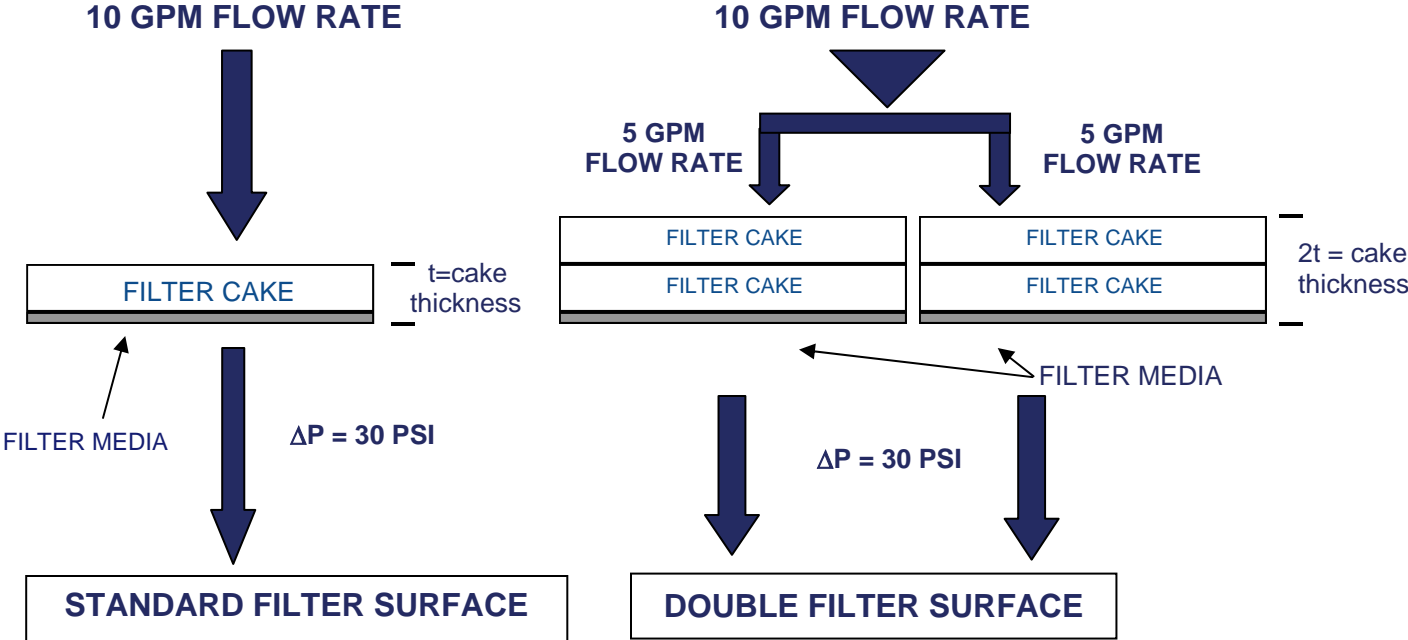 10 GPM FLOW RATE
FILTER CAKE
t=cake
thickness
FILTER MEDIA
ΔP = 30 PSI
STANDARD FILTER SURFACE
10 GPM FLOW RATE
5 GPM
FLOW RATE
5 GPM
FLOW RATE
FILTER CAKE
FILTER CAKE
FILTER CAKE
FILTER CAKE
2t = cake
thickness
FILTER MEDIA
ΔP = 30 PSI
DOUBLE FILTER SURFACE